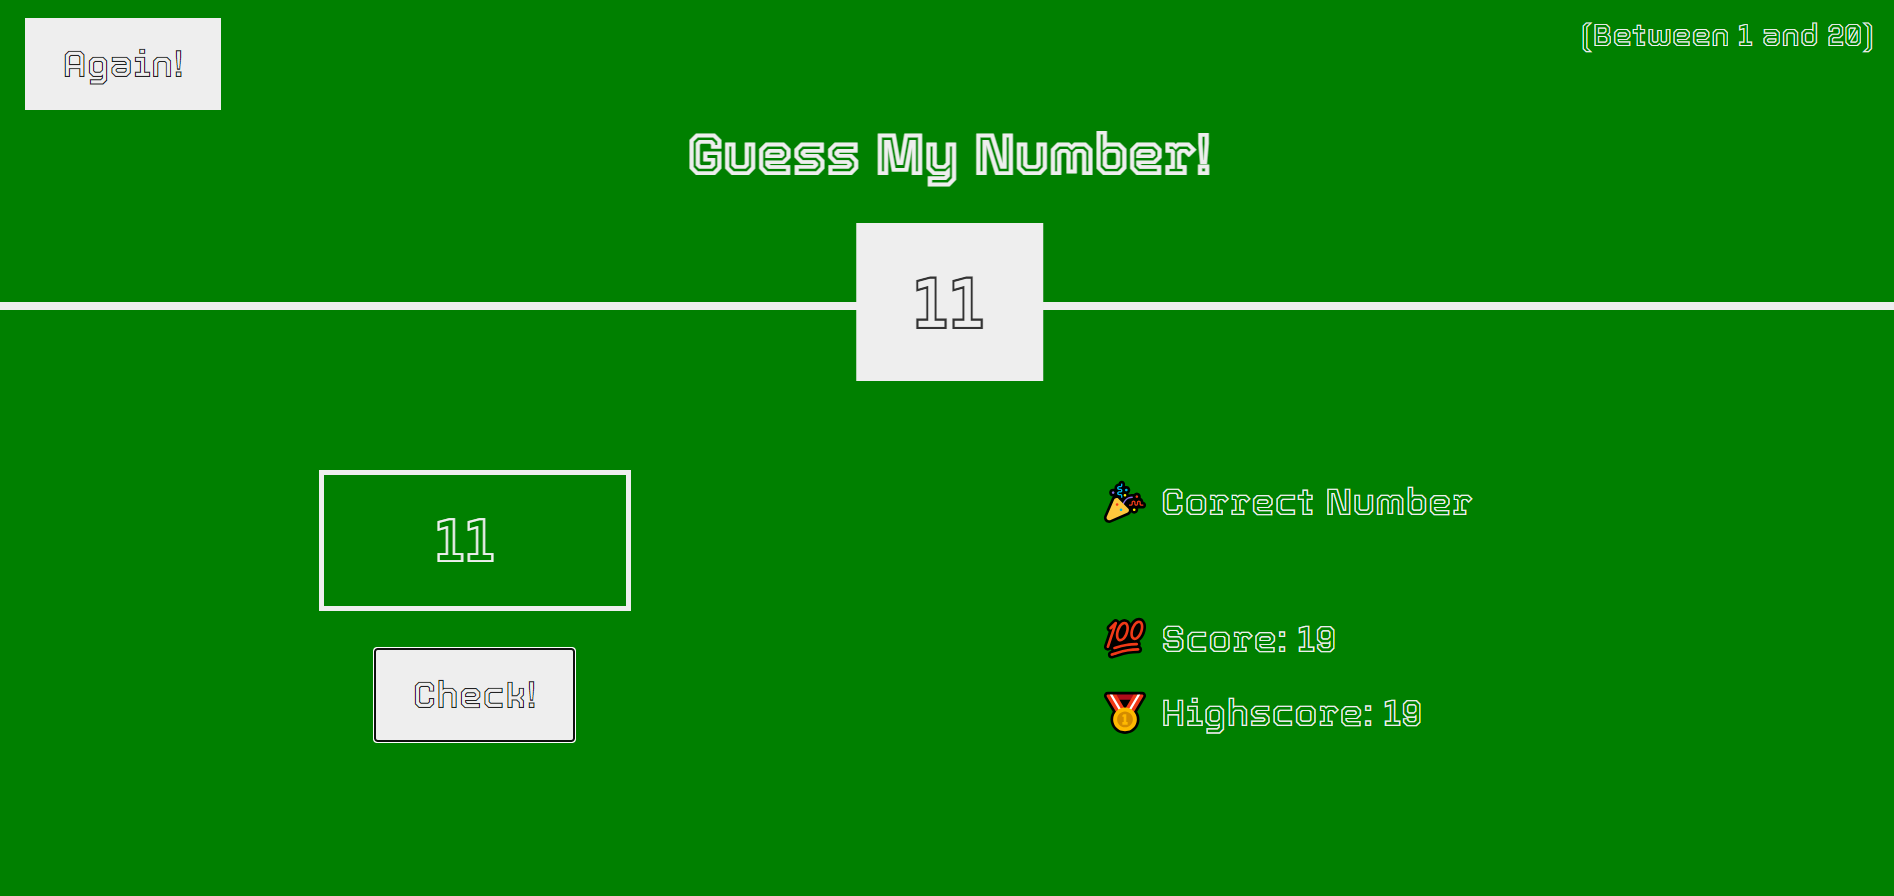 Again!
(Between 1 and 20)
Guess My Number!
11
11
Check!
🎉 Correct Number
💯 Score: 19
🥇 Highscore: 19